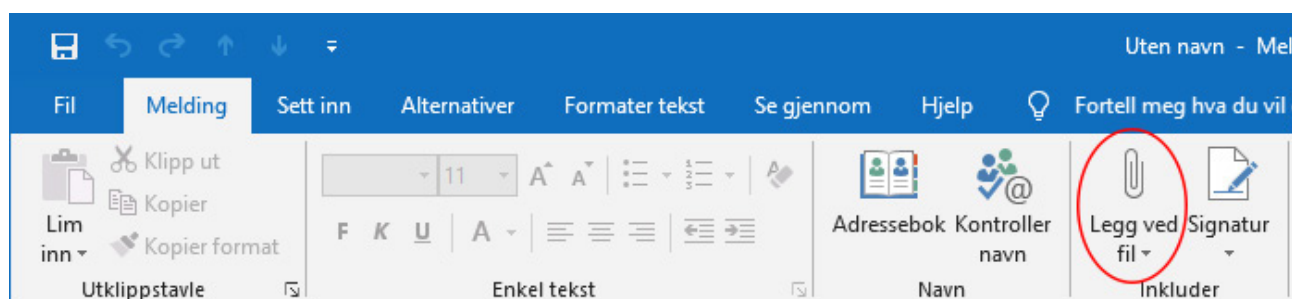 Uten navn - Mel
Fil Melding Sett inn Alternativer Formater tekst Se gjennom Hjelp Fortell meg hva du vil
Klipp ut
Kopier
Kopier format
Lim
inn
11 A A A
F K U A
Adressebok Kontroller
navn
Legg ved
fil
Signatur
Utklippstavle Enkel tekst Navn Inkluder